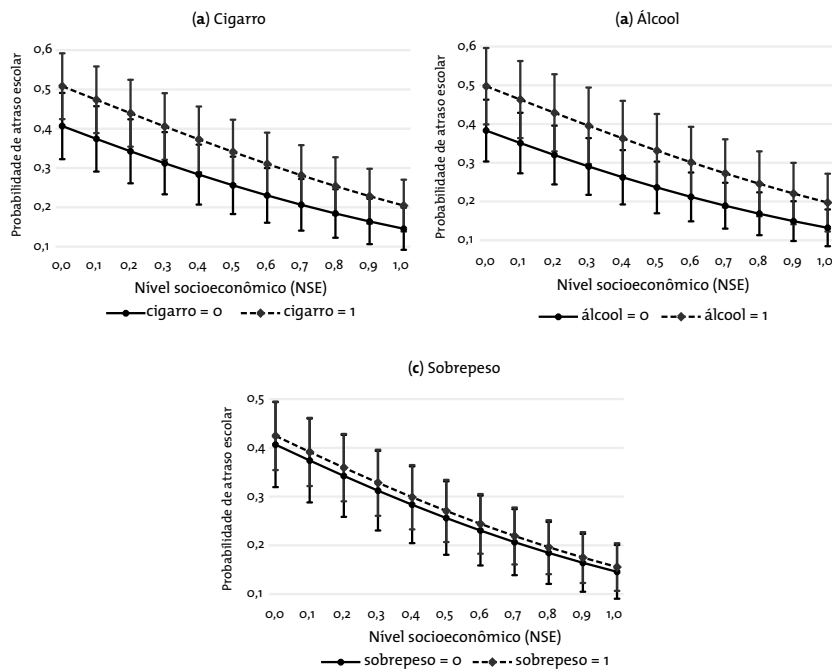 (a) Cigarro
Probabilidade de atraso escolar
0,6
0,5
0,4
0,3
0,2
0,1
0,0 0,1 0,2 0,3 0,4 0,5 0,6 0,7 0,8 0,9 1,0
Nível socioeconômico (NSE)
cigarro = 0 cigarro = 1
(a) Álcool
Probabilidade de atraso escolar
0,6
0,5
0,4
0,3
0,2
0,1
0,0 0,1 0,2 0,3 0,4 0,5 0,6 0,7 0,8 0,9 1,0
Nível socioeconômico (NSE)
álcool = 0 álcool = 1
(c) Sobrepeso
Probabilidade de atraso escolar
0,5
0,4
0,3
0,2
0,1
0,0 0,1 0,2 0,3 0,4 0,5 0,6 0,7 0,8 0,9 1,0
Nível socioeconômico (NSE)
sobrepeso = 0 sobrepeso = 1